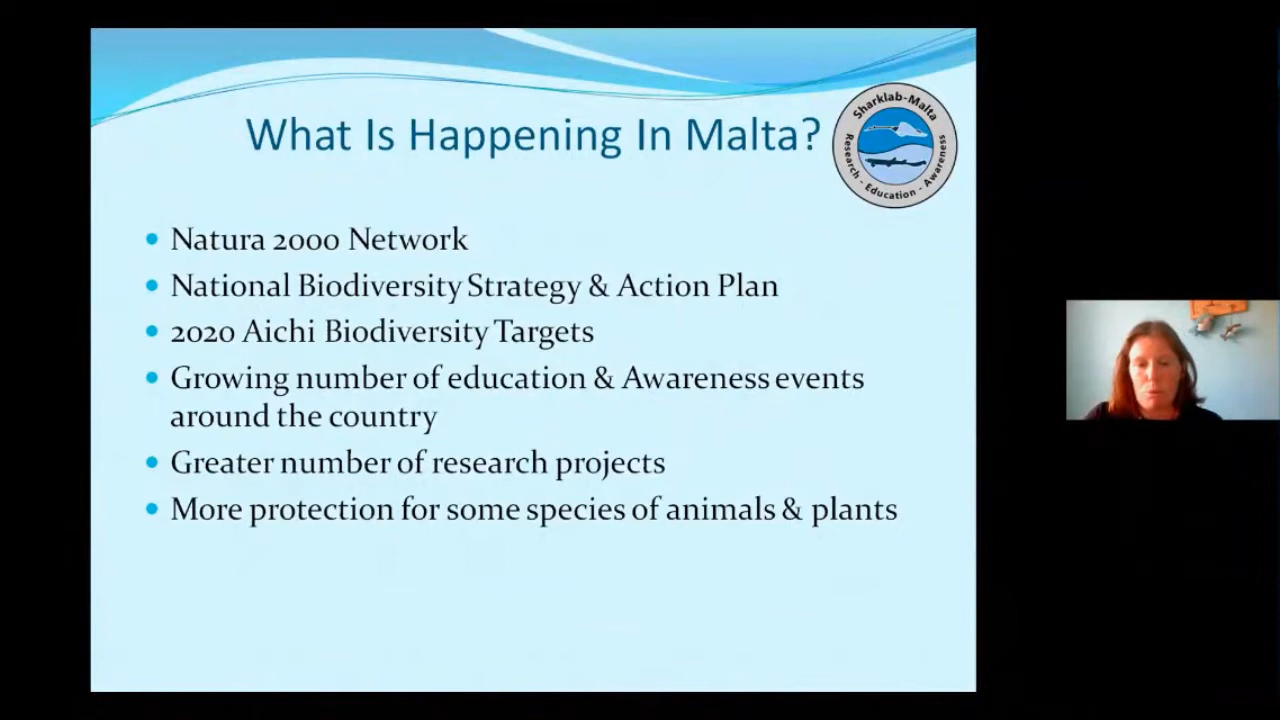 What Is Happening In Malta?
Sharklab-Malta
Research - Education - Awareness
Natura 2000 Network
National Biodiversity Strategy & Action Plan
2020 Aichi Biodiversity Targets
Growing number of education & Awareness events
around the country
Greater number of research projects
More protection for some species of animals & plants